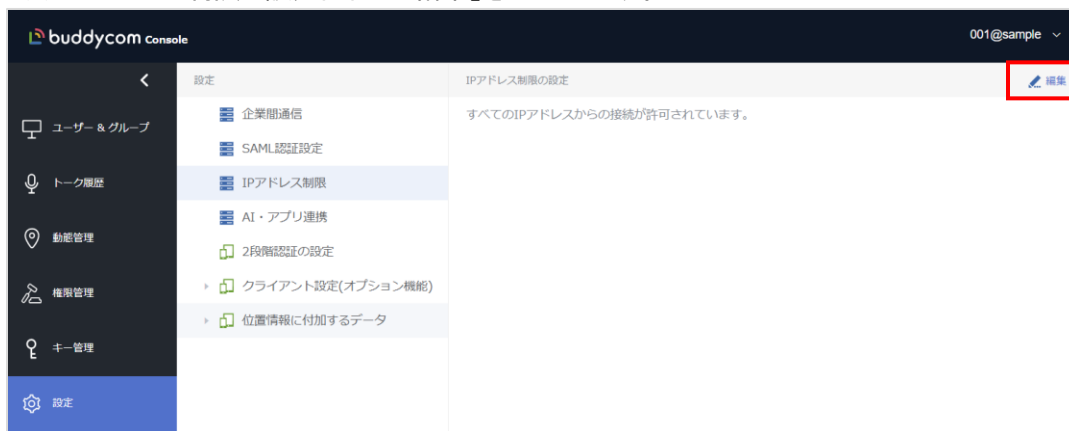 buddycom Console
001@sample
設定
IPアドレス制限の設定
編集
ユーザー & グループ
トーク履歴
動態管理
権限管理
キー管理
設定
企業間通信
SAML認証設定
IPアドレス制限
AI・アプリ連携
2段階認証の設定
クライアント設定(オプション機能)
位置情報に付加するデータ
すべてのIPアドレスからの接続が許可されています。